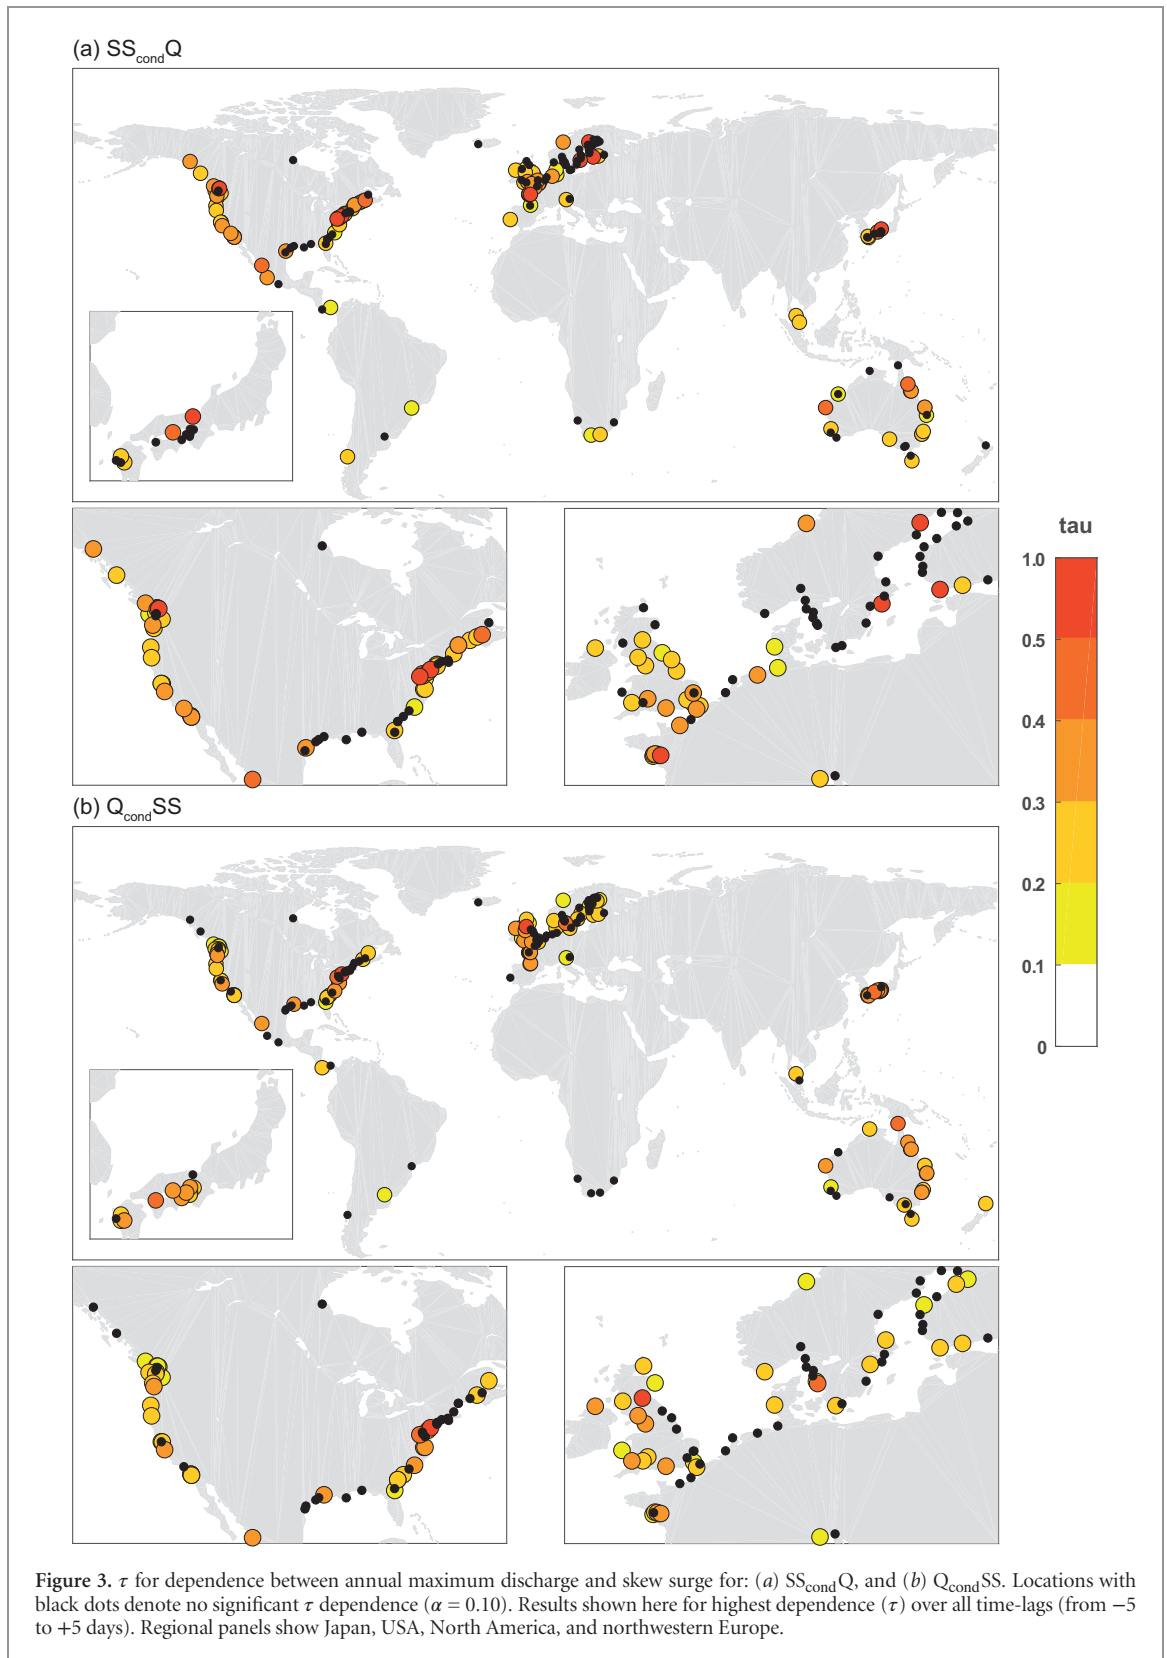 (a) SScondQ
tau
1.0
0.5
0.4
0.3
0.2
0.1
0
(b) QcondSS
Figure 3. τ for dependence between annual maximum discharge and skew surge for: (a) SScondQ, and (b) QcondSS. Locations with
black dots denote no significant τ dependence (α = 0.10). Results shown here for highest dependence (τ) over all time-lags (from −5
to +5 days). Regional panels show Japan, USA, North America, and northwestern Europe.